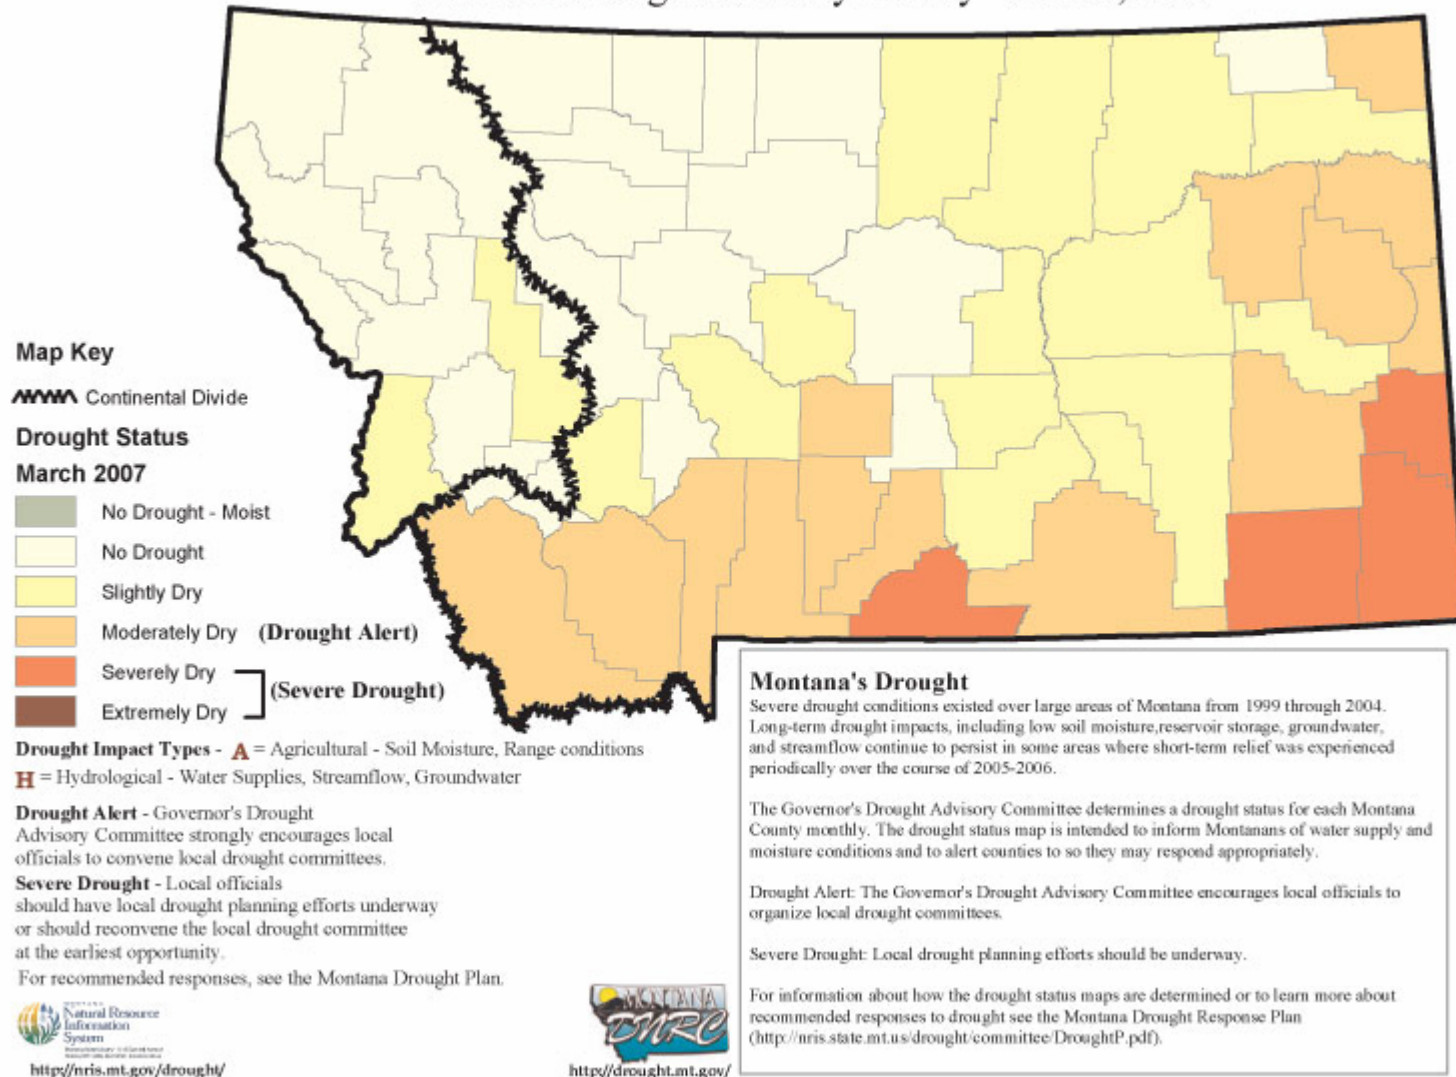 Map Key
Continental Divide
Drought Status
March 2007
No Drought - Moist
No Drought
Slightly Dry
Moderately Dry (Drought Alert)
Severely Dry
(Severe Drought)
Extremely Dry
Drought Impact Types - A = Agricultural - Soil Moisture, Range conditions
H = Hydrological - Water Supplies, Streamflow, Groundwater
Drought Alert - Governor's Drought
Advisory Committee strongly encourages local
officials to convene local drought committees.
Severe Drought - Local officials
should have local drought planning efforts underway
or should reconvene the local drought committee
at the earliest opportunity.
For recommended responses, see the Montana Drought Plan.
Natural Resource
Information
System
http://nris.mt.gov/drought/
MONTANA
DNRC
http://drought.mt.gov/
Montana's Drought
Severe drought conditions existed over large areas of Montana from 1999 through 2004.
Long-term drought impacts, including low soil moisture,reservoir storage, groundwater,
and streamflow continue to persist in some areas where short-term relief was experienced
periodically over the course of 2005-2006.
The Governor's Drought Advisory Committee determines a drought status for each Montana
County monthly. The drought status map is intended to inform Montanans of water supply and
moisture conditions and to alert counties to so they may respond appropriately.
Drought Alert: The Governor's Drought Advisory Committee encourages local officials to
organize local drought committees.
Severe Drought: Local drought planning efforts should be underway.
For information about how the drought status maps are determined or to learn more about
recommended responses to drought see the Montana Drought Response Plan
(http://nris.state.mt.us/drought/committee/DroughtP.pdf).